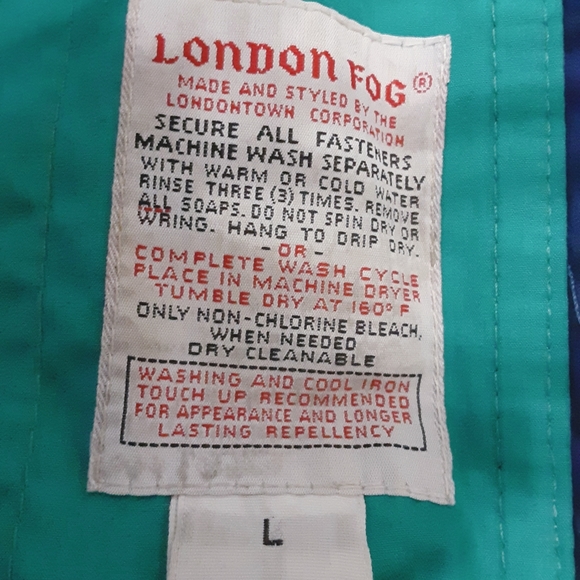 LONDON FOG®
MADE AND STYLED BY THE
LONDONTOWN CORPORATION
SECURE ALL FASTENERS
MACHINE WASH SEPARATELY
WITH WARM OR COLD WATER
RINSE THREE (3) TIMES. REMOVE
ALL SOAPS. DO NOT SPIN DRY OR
WRING. HANG TO DRIP DRY.
- OR -
COMPLETE WASH CYCLE
PLACE IN MACHINE DRYER
TUMBLE DRY AT 160° F
ONLY NON-CHLORINE BLEACH,
WHEN NEEDED
DRY CLEANABLE
WASHING AND COOL IRON
TOUCH UP RECOMMENDED
FOR APPEARANCE AND LONGER
LASTING REPELLENCY
L